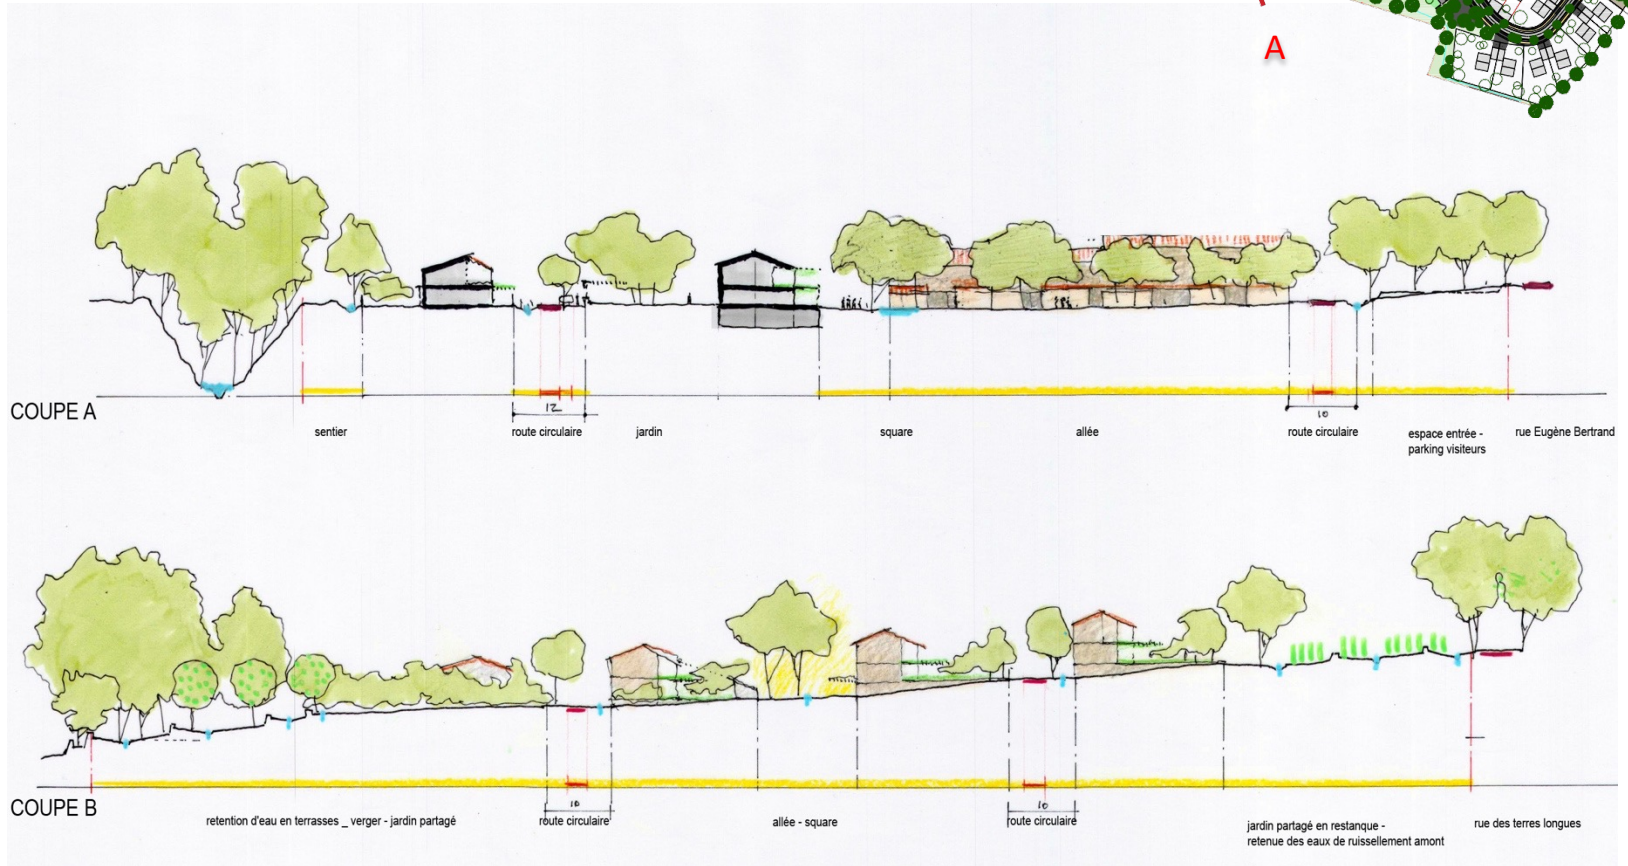 A
COUPE A
12
10
sentier
route circulaire
jardin
square
allée
route circulaire
espace entrée -
parking visiteurs
rue Eugène Bertrand
COUPE B
10
10
retention d'eau en terrasses _ verger - jardin partagé
route circulaire
allée - square
route circulaire
jardin partagé en restanque -
retenue des eaux de ruissellement amont
rue des terres longues